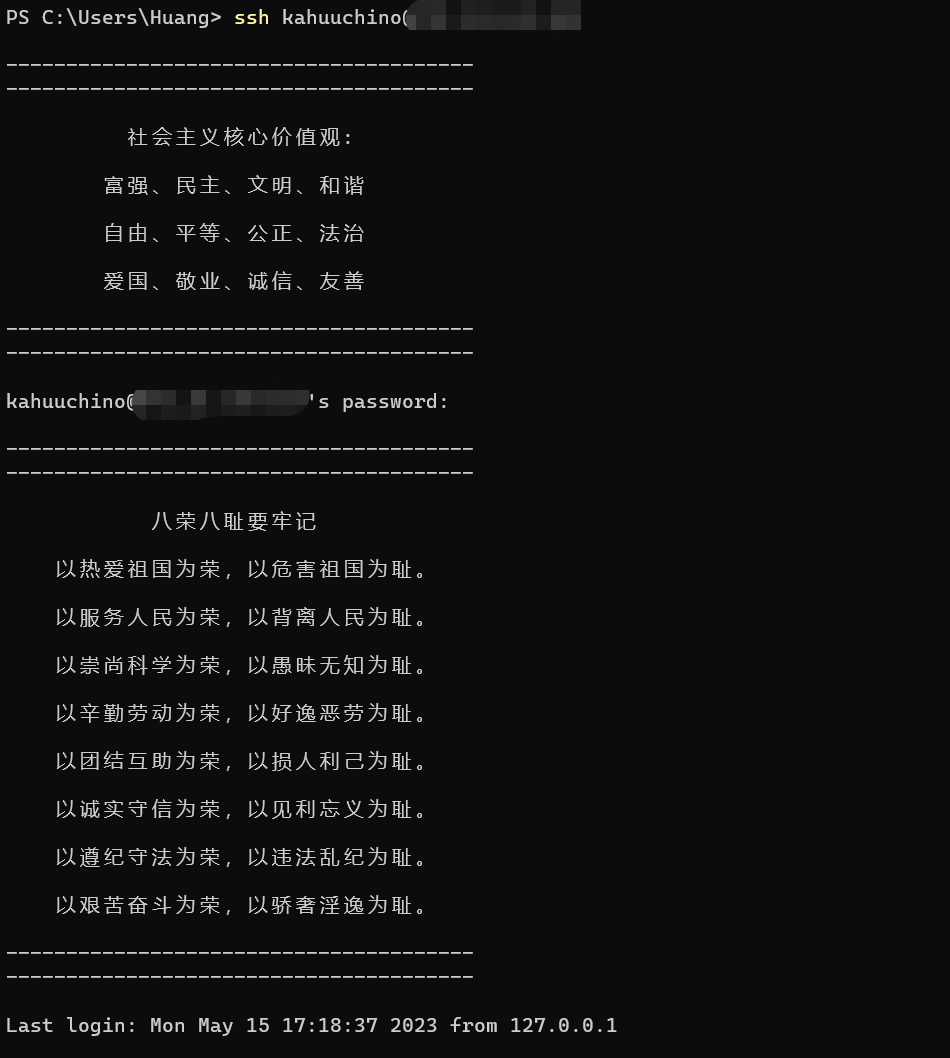 PS C:\Users\Huang> ssh kahuuchino@
---------------------------------------
---------------------------------------
社会主义核心价值观:
富强、民主、文明、和谐
自由、平等、公正、法治
爱国、敬业、诚信、友善
---------------------------------------
---------------------------------------
kahuuchino@'s password:
---------------------------------------
---------------------------------------
八荣八耻要牢记
以热爱祖国为荣，以危害祖国为耻。
以服务人民为荣，以背离人民为耻。
以崇尚科学为荣，以愚昧无知为耻。
以辛勤劳动为荣，以好逸恶劳为耻。
以团结互助为荣，以损人利己为耻。
以诚实守信为荣，以见利忘义为耻。
以遵纪守法为荣，以违法乱纪为耻。
以艰苦奋斗为荣，以骄奢淫逸为耻。
---------------------------------------
---------------------------------------
Last login: Mon May 15 17:18:37 2023 from 127.0.0.1